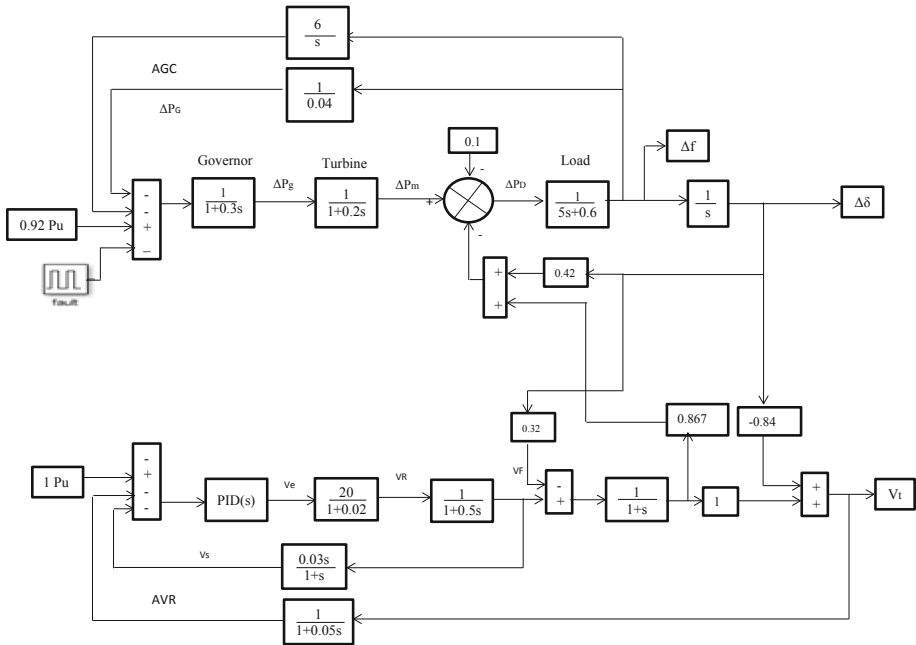 6
s
AGC
1
0.04
ΔPG
0.1
Governor
Turbine
Load
Δf
-
-
+
-
1
1+0.3s
ΔPg
1
1+0.2s
ΔPm
+
-
-
ΔPD
1
5s+0.6
1
s
Δδ
0.92 Pu
fault
+
+
0.42
0.32
0.867
-0.84
1 Pu
-
+
-
-
PID(s)
Ve
20
1+0.02
VR
1
1+0.5s
VF
-
+
1
1+s
1
+
+
Vt
Vs
0.03s
1+s
AVR
1
1+0.05s